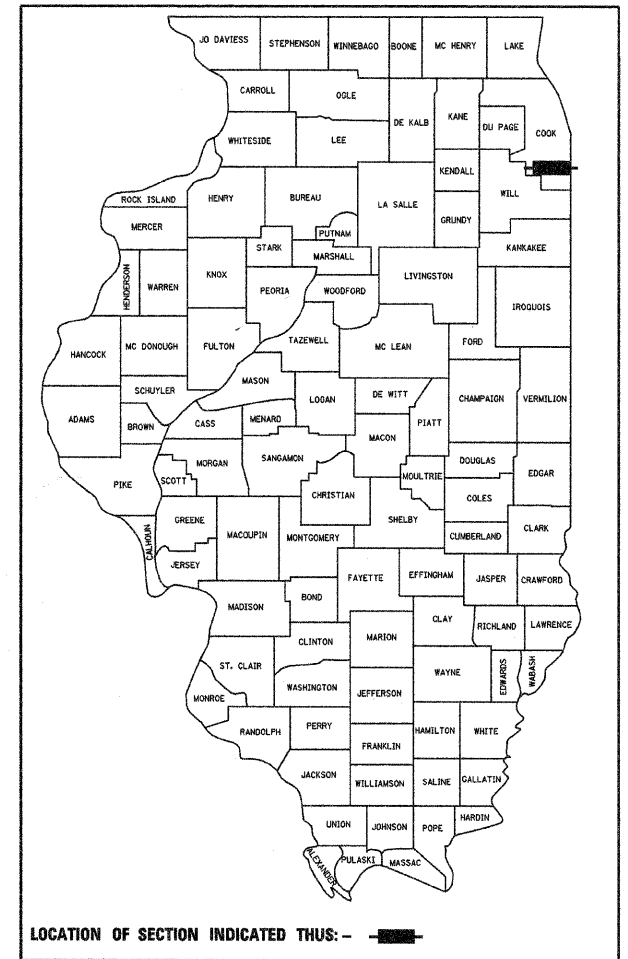 JO DAVIESS STEPHENSON WINNEBAGO BOONE MC HENRY LAKE
CARROLL OGLE DE KALB KANE DU PAGE COOK
WHITESIDE LEE
KENDALL WILL
ROCK ISLAND HENRY BUREAU LA SALLE GRUNDY
MERCER PUTNAM
STARK MARSHALL KANKAKEE
HENDERSON WARREN KNOX PEORIA WOODFORD LIVINGSTON
IROQUOIS
HANCOCK MC DONOUGH FULTON TAZEWELL MC LEAN FORD
MASON
SCHUYLER LOGAN DE WITT CHAMPAIGN VERMILION
ADAMS BROWN CASS MENARD MACON PIATT
SANGAMON
PIKE SCOTT MORGAN MOULTRIE DOUGLAS EDGAR
CHRISTIAN COLES
GREENE MACOUPIN MONTGOMERY SHELBY CUMBERLAND CLARK
CALHOUN JERSEY
FAYETTE EFFINGHAM JASPER CRAWFORD
MADISON BOND
CLAY RICHLAND LAWRENCE
CLINTON MARION
ST. CLAIR WAYNE EDWARDS WABASH
WASHINGTON JEFFERSON
MONROE
RANDOLPH PERRY HAMILTON WHITE
FRANKLIN
JACKSON WILLIAMSON SALINE GALLATIN
UNION JOHNSON POPE HARDIN
ALEXANDER PULASKI MASSAC
LOCATION OF SECTION INDICATED THUS: –